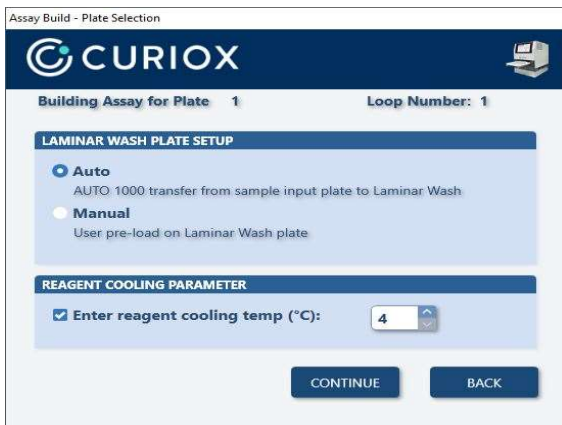 Assay Build - Plate Selection
CURIOX
Building Assay for Plate 1 Loop Number: 1
LAMINAR WASH PLATE SETUP
Auto
AUTO 1000 transfer from sample input plate to Laminar Wash
Manual
User pre-load on Laminar Wash plate
REAGENT COOLING PARAMETER
Enter reagent cooling temp (°C): 4
CONTINUE BACK